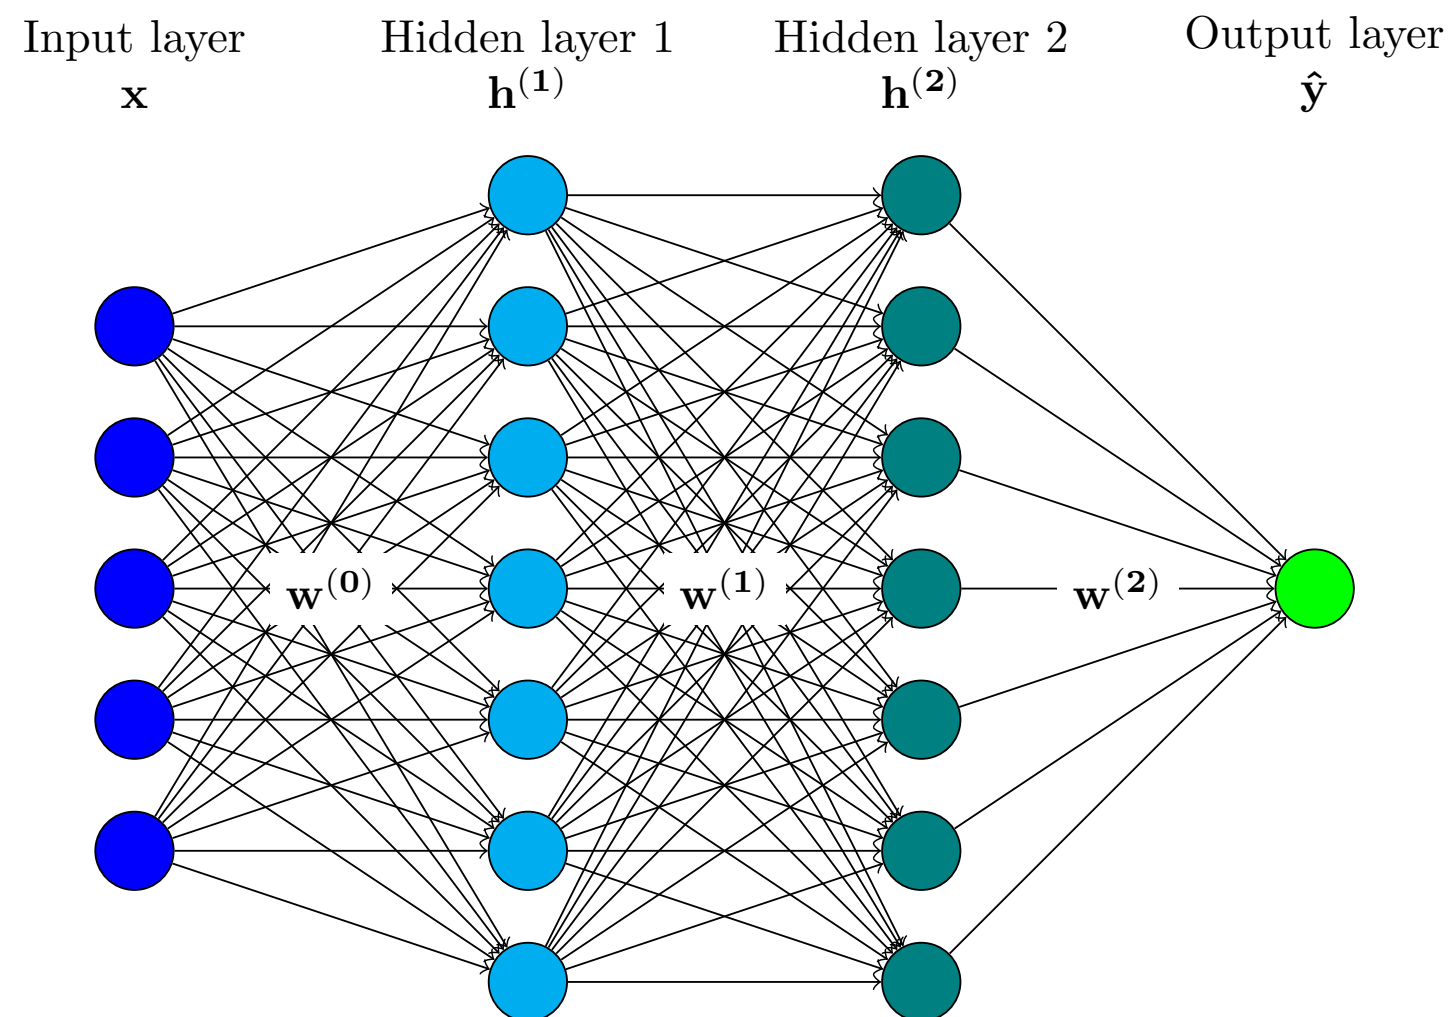 Input layer
x
Hidden layer 1
h^(1)
Hidden layer 2
h^(2)
Output layer
ŷ
w^(0)
w^(1)
w^(2)